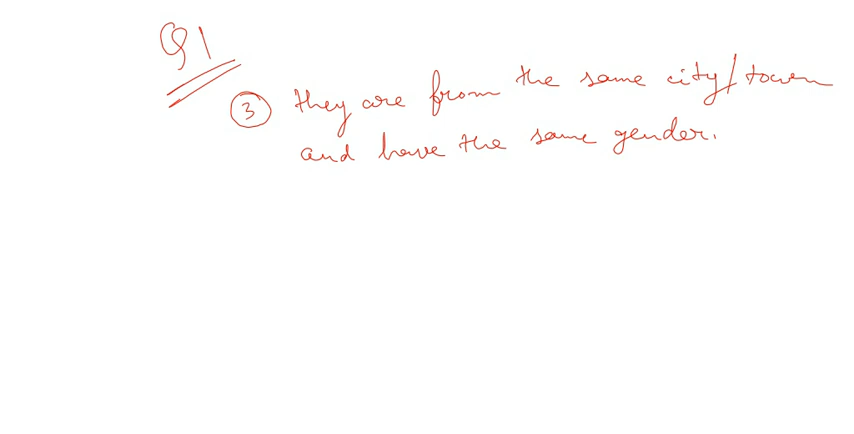 Q1
③ they are from the same city/town
and have the same gender.